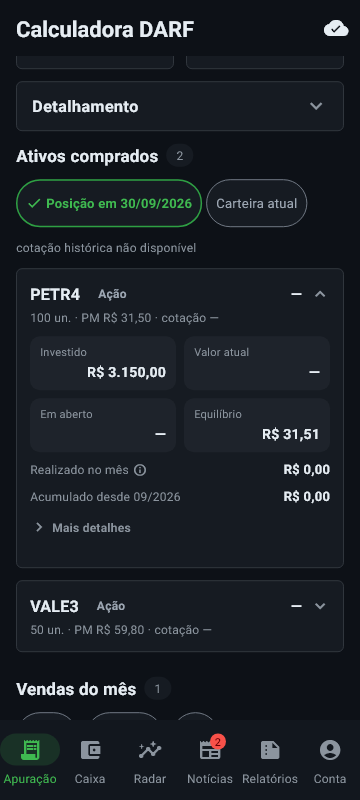 Calculadora DARF
Detalhamento
Ativos comprados 2
Posição em 30/09/2026 Carteira atual
cotação histórica não disponível
PETR4 Ação —
100 un. · PM R$ 31,50 · cotação —
Investido Valor atual
R$ 3.150,00 —
Em aberto Equilíbrio
— R$ 31,51
Realizado no mês R$ 0,00
Acumulado desde 09/2026 R$ 0,00
Mais detalhes
VALE3 Ação —
50 un. · PM R$ 59,80 · cotação —
Vendas do mês 1
2
Apuração Caixa Radar Notícias Relatórios Conta